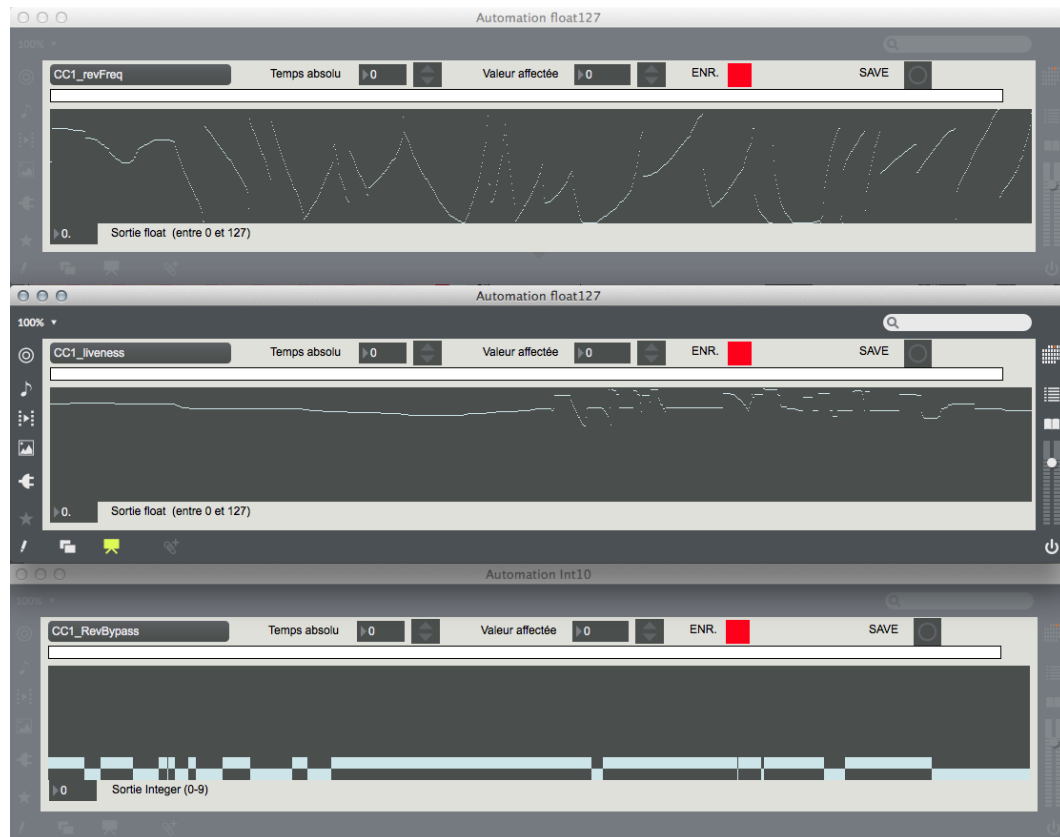 Automation float127
100%
CC1_revFreq Temps absolu 0 Valeur affectée 0 ENR. SAVE
0. Sortie float (entre 0 et 127)
Automation float127
100%
CC1_liveness Temps absolu 0 Valeur affectée 0 ENR. SAVE
0. Sortie float (entre 0 et 127)
Automation Int10
100%
CC1_RevBypass Temps absolu 0 Valeur affectée 0 ENR. SAVE
0 Sortie Integer (0-9)